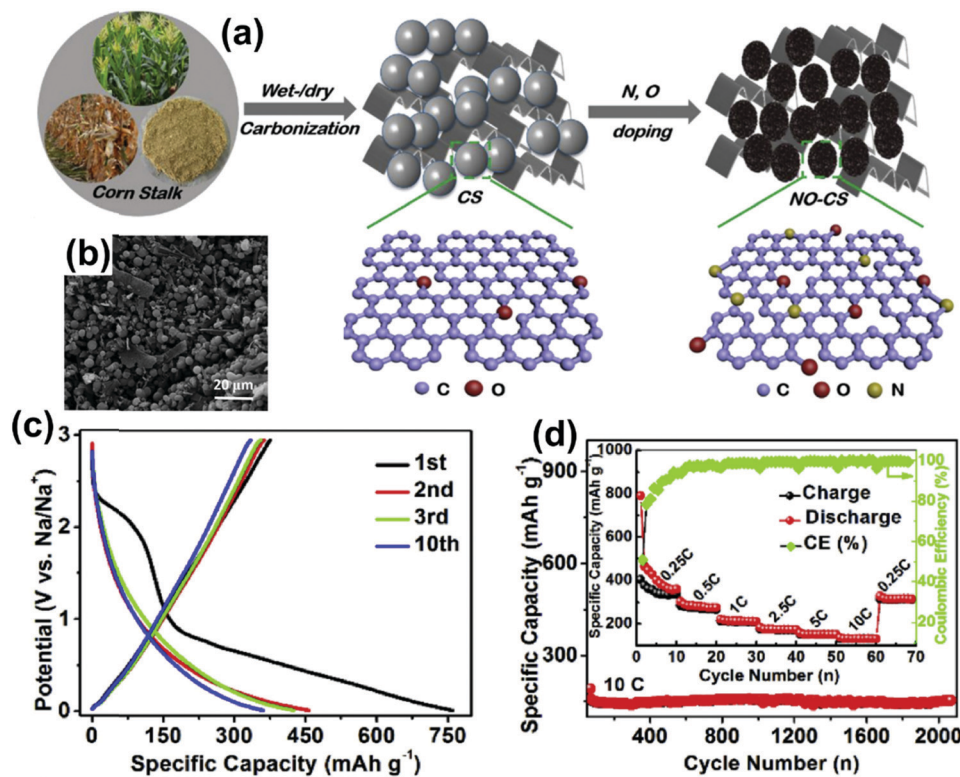 (a)
Wet-/dry
Carbonization
N, O
doping
Corn Stalk
CS
NO-CS
(b)
20 μm
C O
C O N
(c)
3
2
1
0
Potential (V vs. Na/Na⁺)
1st
2nd
3rd
10th
0 150 300 450 600 750
Specific Capacity (mAh g⁻¹)
(d)
900
600
300
Specific Capacity (mAh g⁻¹)
10 C
400 800 1200 1600 2000
Cycle Number (n)
1000
800
600
400
200
Specific Capacity (mAh g⁻¹)
Charge
Discharge
CE (%)
0.25C
0.5C
1C
2.5C
5C
10C
0.25C
0 10 20 30 40 50 60 70
Cycle Number (n)
100
80
60
40
20
Coulombic Efficiency (%)